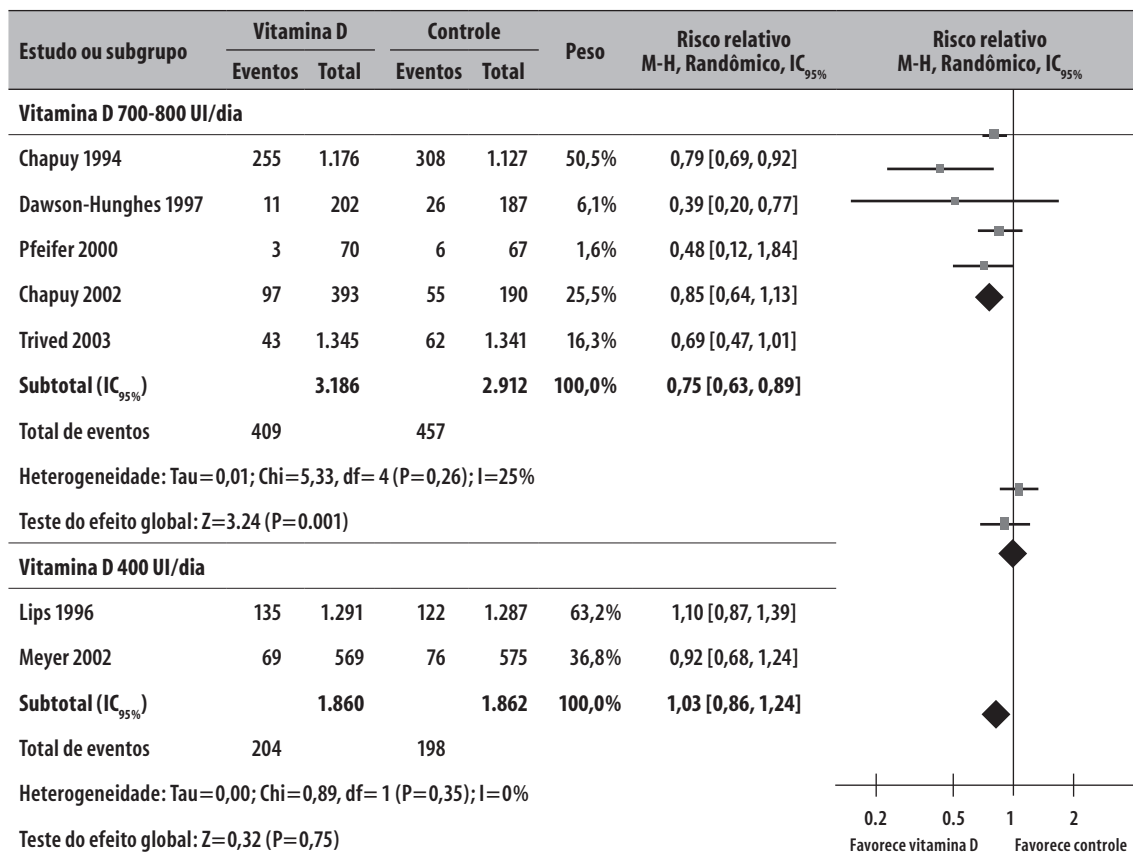 Estudo ou subgrupo Vitamina D Controle Peso Risco relativo M-H, Randômico, IC95% Risco relativo M-H, Randômico, IC95%
Eventos Total Eventos Total
Vitamina D 700-800 UI/dia
Chapuy 1994 255 1.176 308 1.127 50,5% 0,79 [0,69, 0,92]
Dawson-Hunghes 1997 11 202 26 187 6,1% 0,39 [0,20, 0,77]
Pfeifer 2000 3 70 6 67 1,6% 0,48 [0,12, 1,84]
Chapuy 2002 97 393 55 190 25,5% 0,85 [0,64, 1,13]
Trived 2003 43 1.345 62 1.341 16,3% 0,69 [0,47, 1,01]
Subtotal (IC95%) 3.186 2.912 100,0% 0,75 [0,63, 0,89]
Total de eventos 409 457
Heterogeneidade: Tau=0,01; Chi=5,33, df= 4 (P=0,26); I=25%
Teste do efeito global: Z=3.24 (P=0.001)
Vitamina D 400 UI/dia
Lips 1996 135 1.291 122 1.287 63,2% 1,10 [0,87, 1,39]
Meyer 2002 69 569 76 575 36,8% 0,92 [0,68, 1,24]
Subtotal (IC95%) 1.860 1.862 100,0% 1,03 [0,86, 1,24]
Total de eventos 204 198
Heterogeneidade: Tau=0,00; Chi=0,89, df= 1 (P=0,35); I=0%
Teste do efeito global: Z=0,32 (P=0,75)
0.2 0.5 1 2
Favorece vitamina D Favorece controle